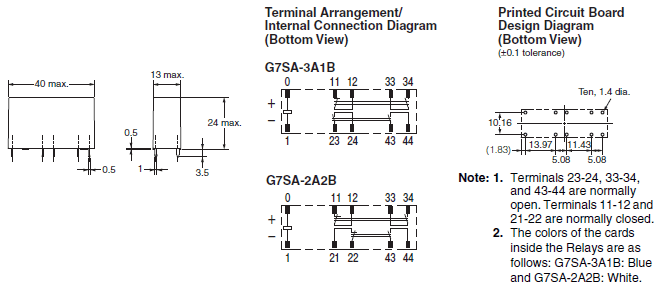 Terminal Arrangement/
Internal Connection Diagram
(Bottom View)
Printed Circuit Board
Design Diagram
(Bottom View)
(±0.1 tolerance)
40 max.
13 max.
24 max.
0.5
0.5
1
3.5
G7SA-3A1B
0 11 12 33 34
+
−
1 23 24 43 44
G7SA-2A2B
0 11 12 33 34
+
−
1 21 22 43 44
Ten, 1.4 dia.
10.16
(1.83)
13.97
11.43
5.08
5.08
Note: 1. Terminals 23-24, 33-34,
and 43-44 are normally
open. Terminals 11-12 and
21-22 are normally closed.
2. The colors of the cards
inside the Relays are as
follows: G7SA-3A1B: Blue
and G7SA-2A2B: White.